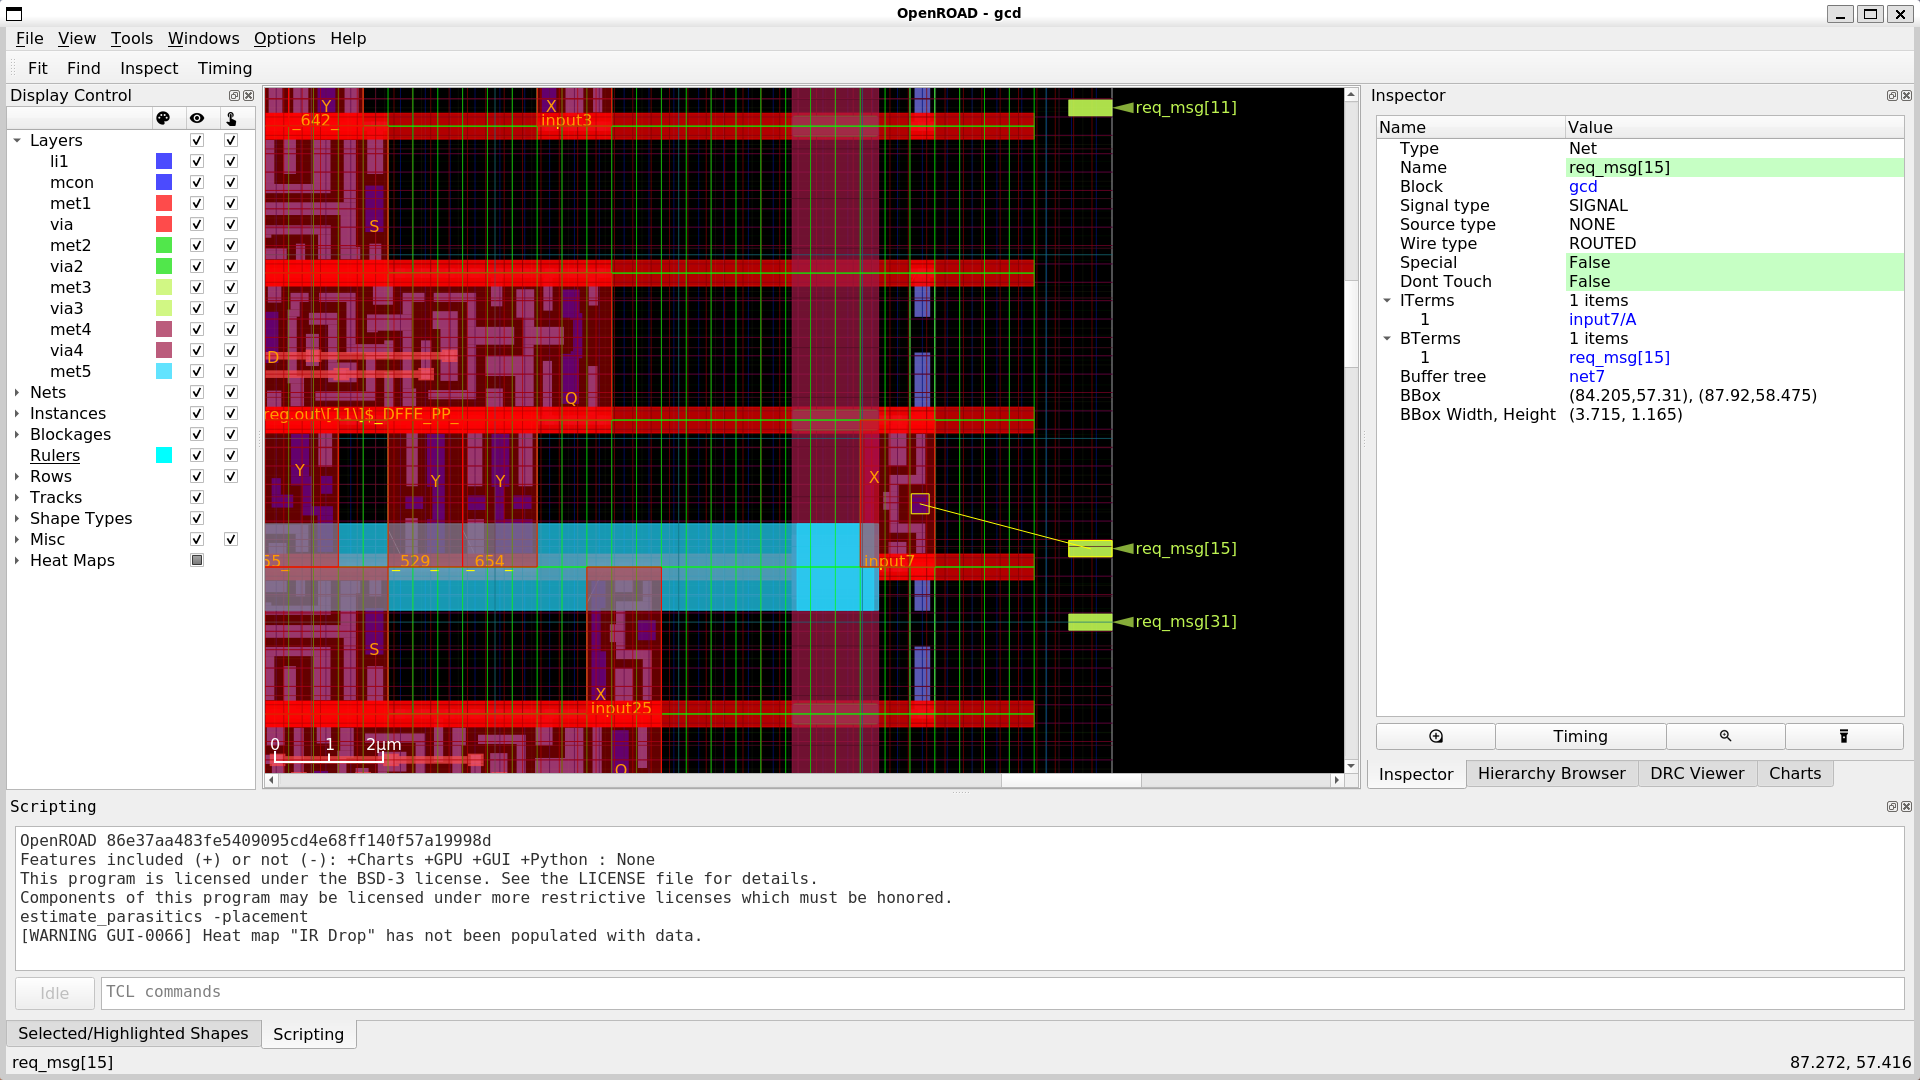 OpenROAD - gcd
File View Tools Windows Options Help
Fit Find Inspect Timing
Display Control
Layers
li1
mcon
met1
via
met2
via2
met3
via3
met4
via4
met5
Nets
Instances
Blockages
Rulers
Rows
Tracks
Shape Types
Misc
Heat Maps
Y
_642_
X
input3
req_msg[11]
S
D
Q
reg.out\[11\]$_DFFE_PP_
Y
Y
Y
X
55_
_529_
_654_
input7
req_msg[15]
req_msg[31]
S
X
input25
0 1 2μm
Q
Inspector
Name Value
Type Net
Name req_msg[15]
Block gcd
Signal type SIGNAL
Source type NONE
Wire type ROUTED
Special False
Dont Touch False
ITerms 1 items
1 input7/A
BTerms 1 items
1 req_msg[15]
Buffer tree net7
BBox (84.205,57.31), (87.92,58.475)
BBox Width, Height (3.715, 1.165)
Timing
Inspector Hierarchy Browser DRC Viewer Charts
Scripting
OpenROAD 86e37aa483fe5409095cd4e68ff140f57a19998d
Features included (+) or not (-): +Charts +GPU +GUI +Python : None
This program is licensed under the BSD-3 license. See the LICENSE file for details.
Components of this program may be licensed under more restrictive licenses which must be honored.
estimate_parasitics -placement
[WARNING GUI-0066] Heat map "IR Drop" has not been populated with data.
Idle TCL commands
Selected/Highlighted Shapes Scripting
req_msg[15] 87.272, 57.416